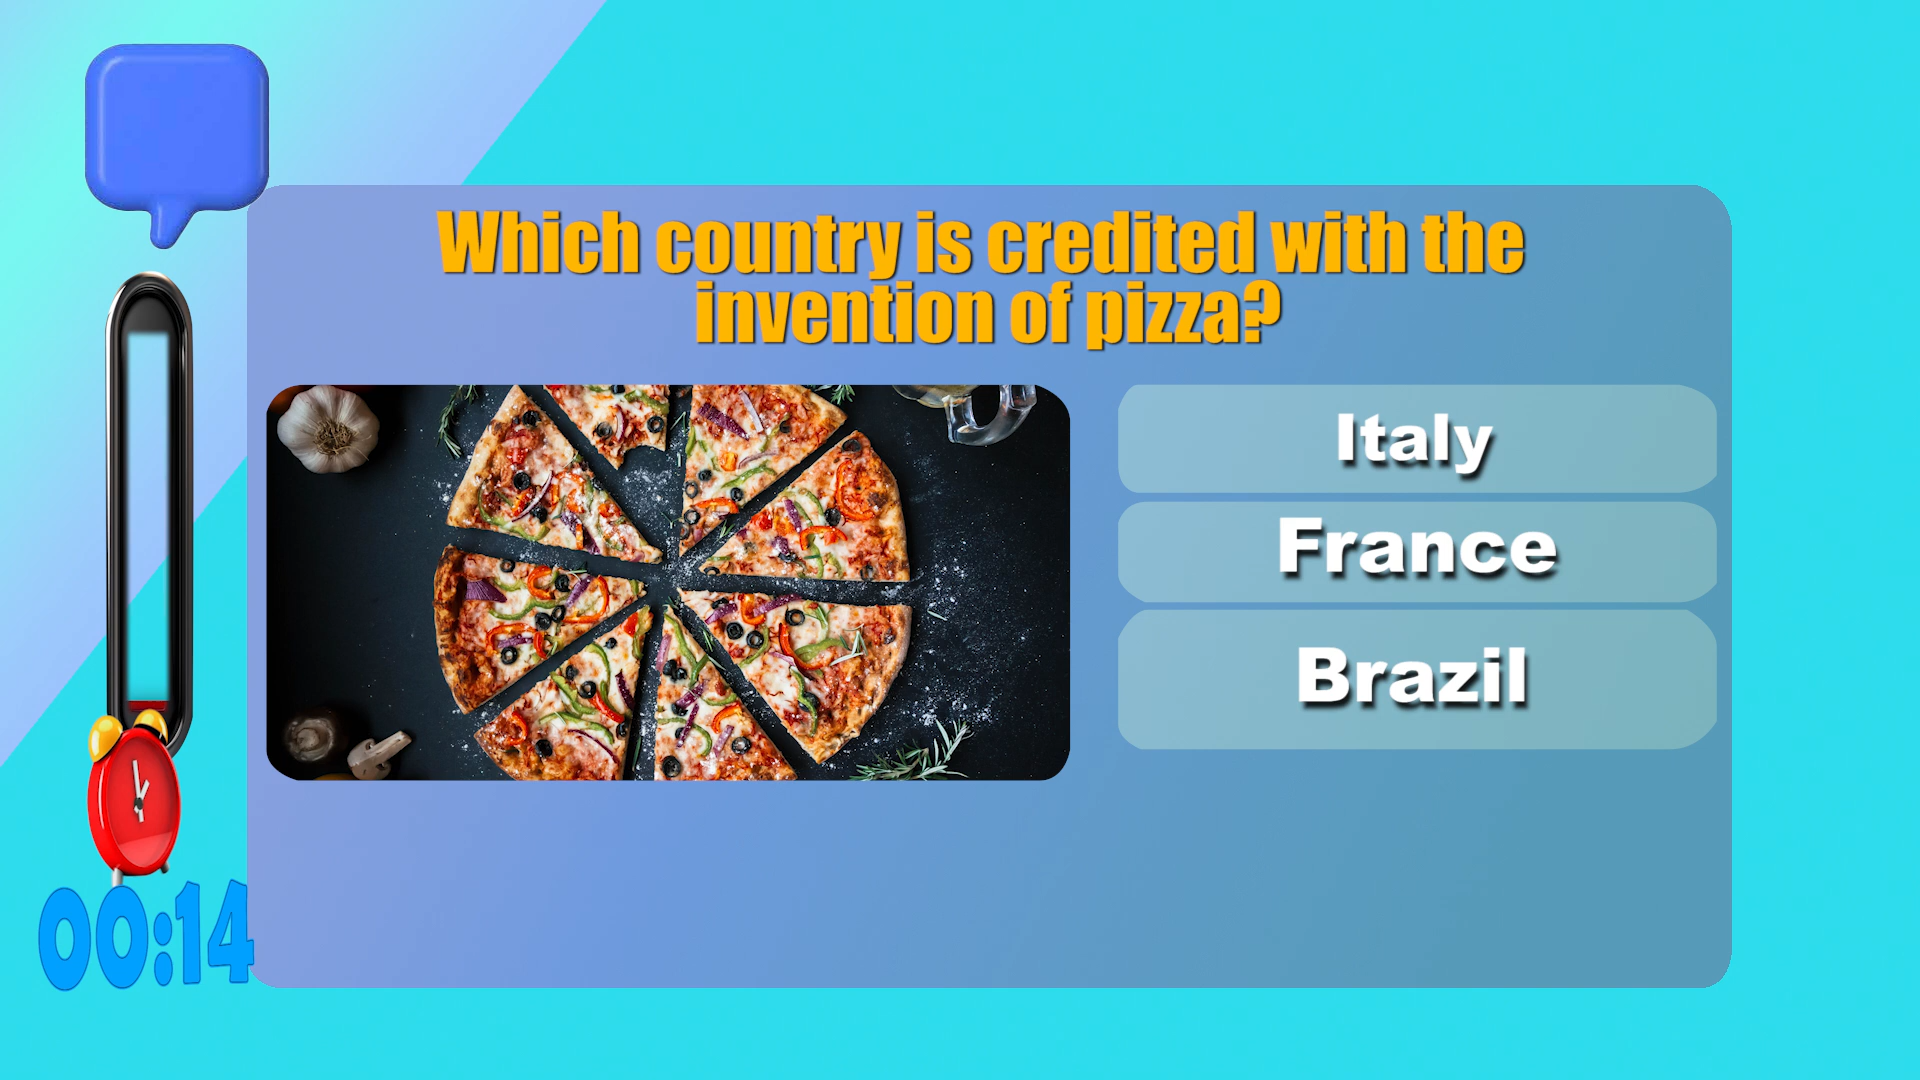 Which country is credited with the
invention of pizza?
Italy
France
Brazil
00:14